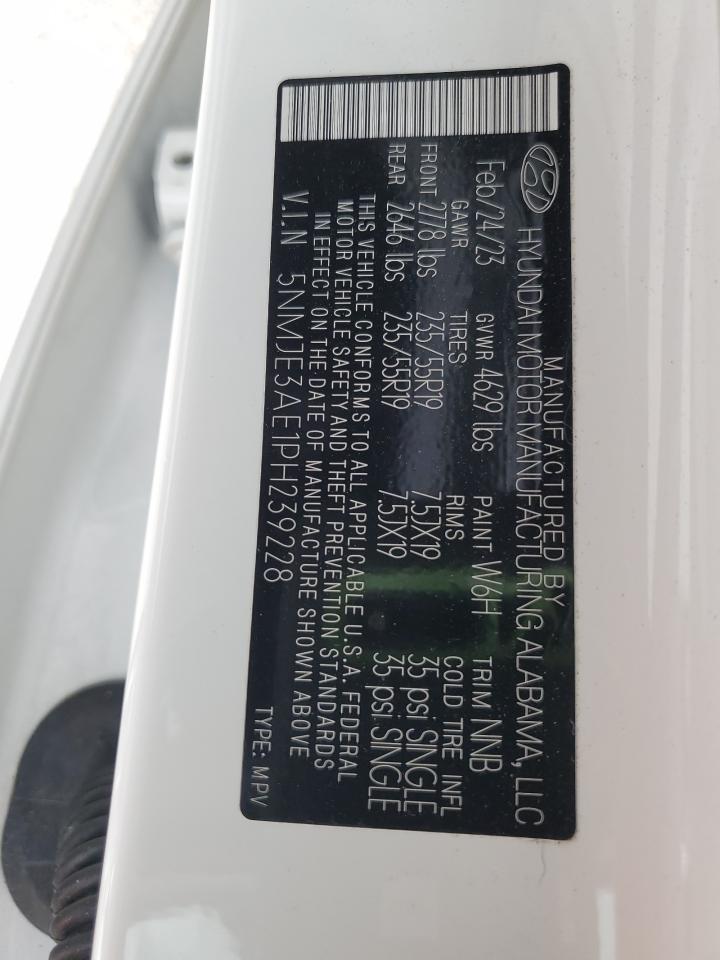 MANUFACTURED BY
HYUNDAI MOTOR MANUFACTURING ALABAMA, LLC
Feb/24/23 GVWR 4629 lbs PAINT W6H TRIM NNB
GAWR TIRES RIMS COLD TIRE INFL
FRONT 2778 lbs 235/55R19 7.5JX19 35 psi SINGLE
REAR 2646 lbs 235/55R19 7.5JX19 35 psi SINGLE
THIS VEHICLE CONFORMS TO ALL APPLICABLE U.S.A. FEDERAL
MOTOR VEHICLE SAFETY AND THEFT PREVENTION STANDARDS
IN EFFECT ON THE DATE OF MANUFACTURE SHOWN ABOVE
V.I.N 5NMJE3AE1PH239228
TYPE: MPV